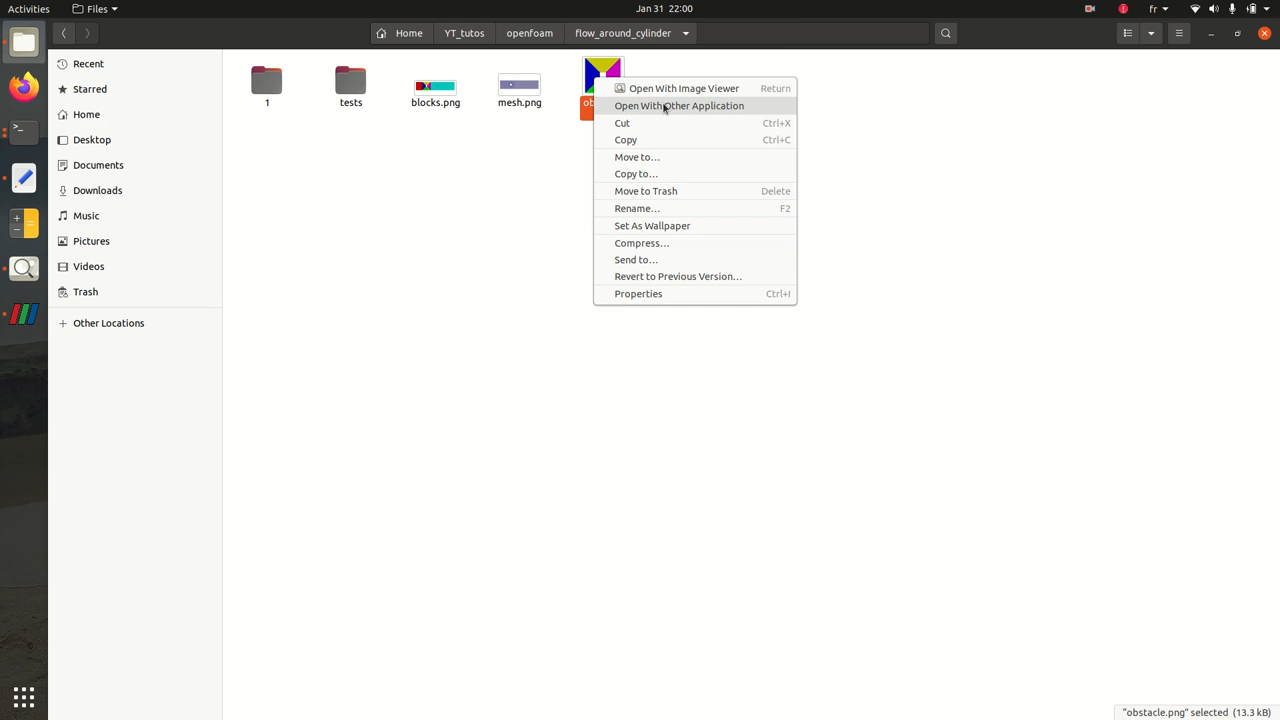 Activities Files Jan 31 22:00 fr
Home YT_tutos openfoam flow_around_cylinder
Recent
Starred
Home
Desktop
Documents
Downloads
Music
Pictures
Videos
Trash
Other Locations
1 tests blocks.png mesh.png
Open With Image Viewer Return
Open With Other Application
Cut Ctrl+X
Copy Ctrl+C
Move to…
Copy to…
Move to Trash Delete
Rename… F2
Set As Wallpaper
Compress…
Send to…
Revert to Previous Version…
Properties Ctrl+I
"obstacle.png" selected (13.3 kB)